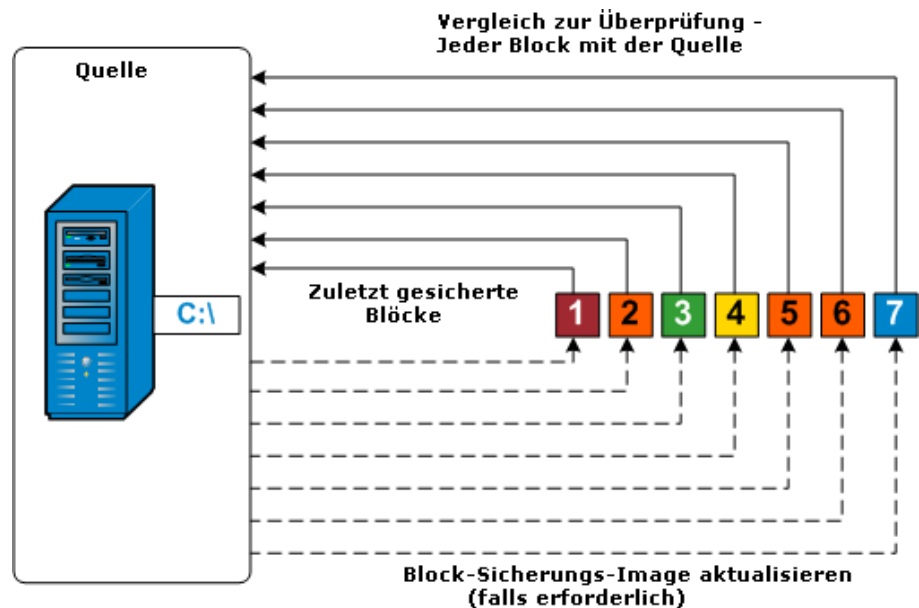 Vergleich zur Überprüfung -
Jeder Block mit der Quelle
Quelle
C:\
Zuletzt gesicherte
Blöcke
1 2 3 4 5 6 7
Block-Sicherungs-Image aktualisieren
(falls erforderlich)